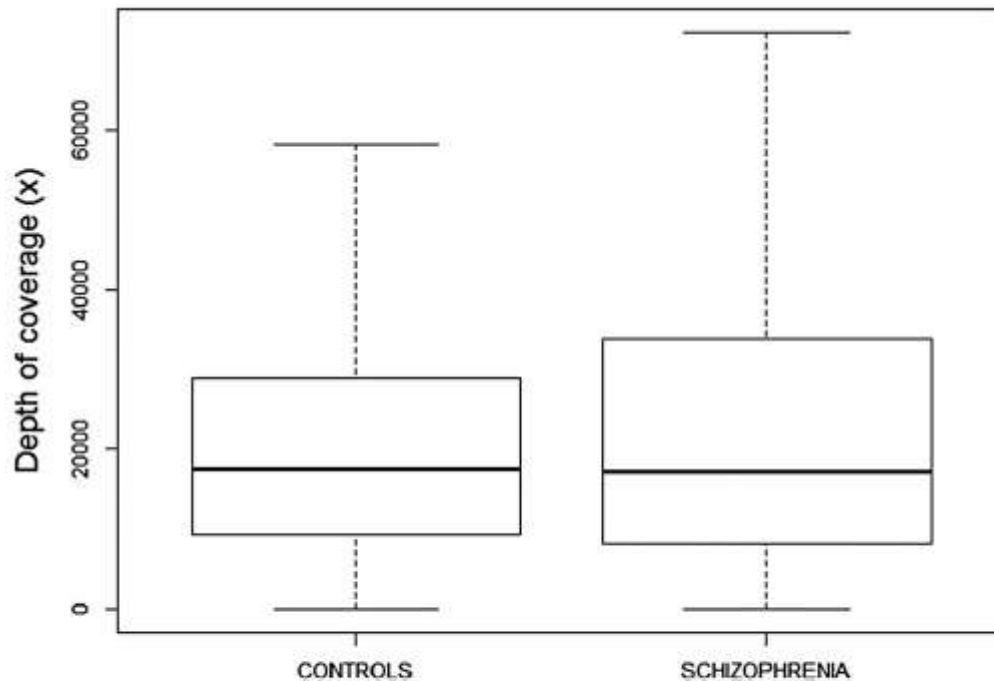 Depth of coverage (x)
60000
40000
20000
0
CONTROLS
SCHIZOPHRENIA